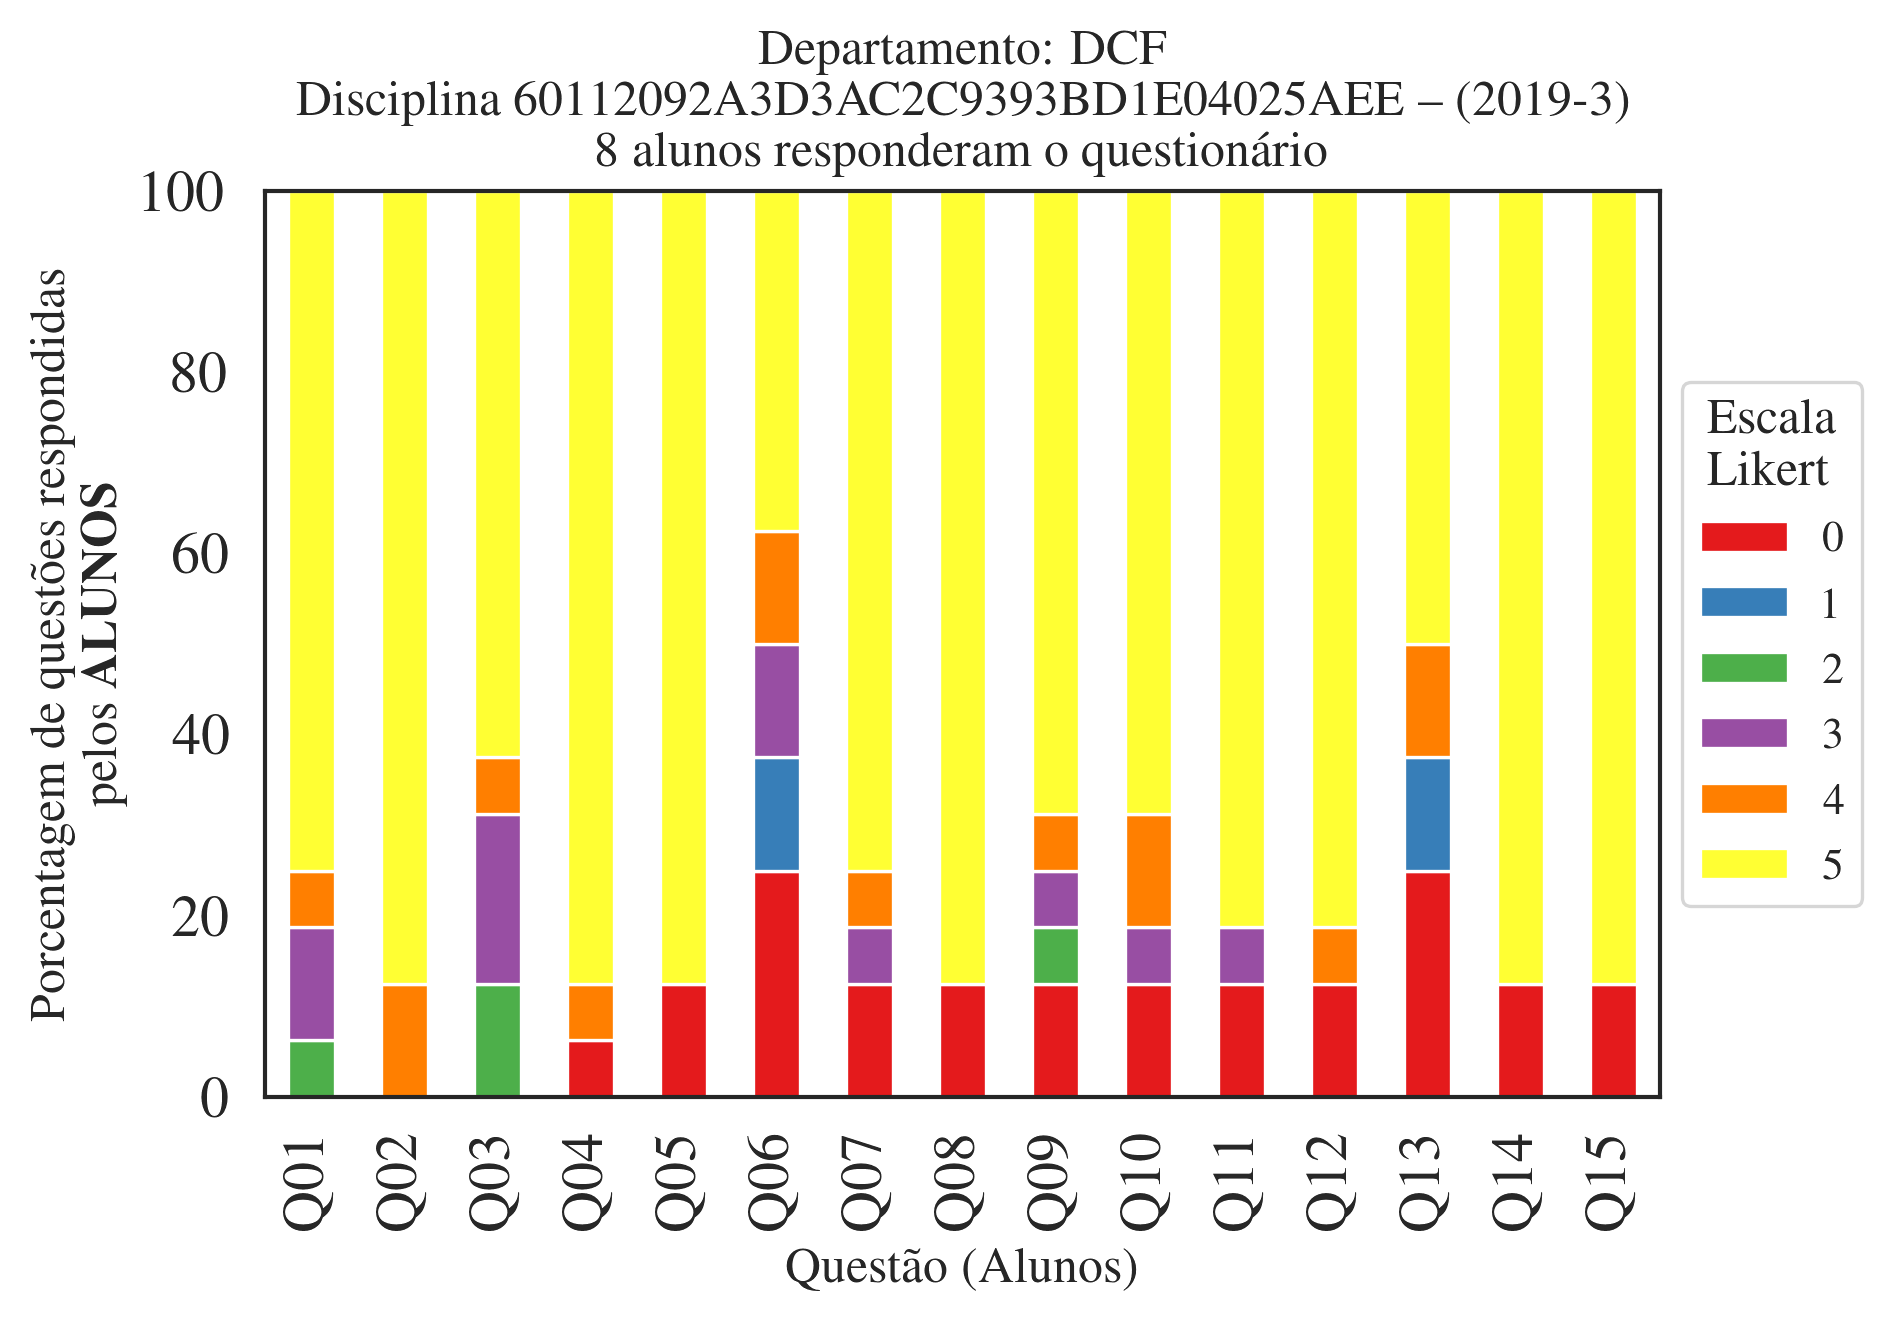 Departamento: DCF
Disciplina 60112092A3D3AC2C9393BD1E04025AEE – (2019-3)
8 alunos responderam o questionário
Porcentagem de questões respondidas
pelos ALUNOS
100
80
60
40
20
0
Q01
Q02
Q03
Q04
Q05
Q06
Q07
Q08
Q09
Q10
Q11
Q12
Q13
Q14
Q15
Questão (Alunos)
Escala
Likert
0
1
2
3
4
5